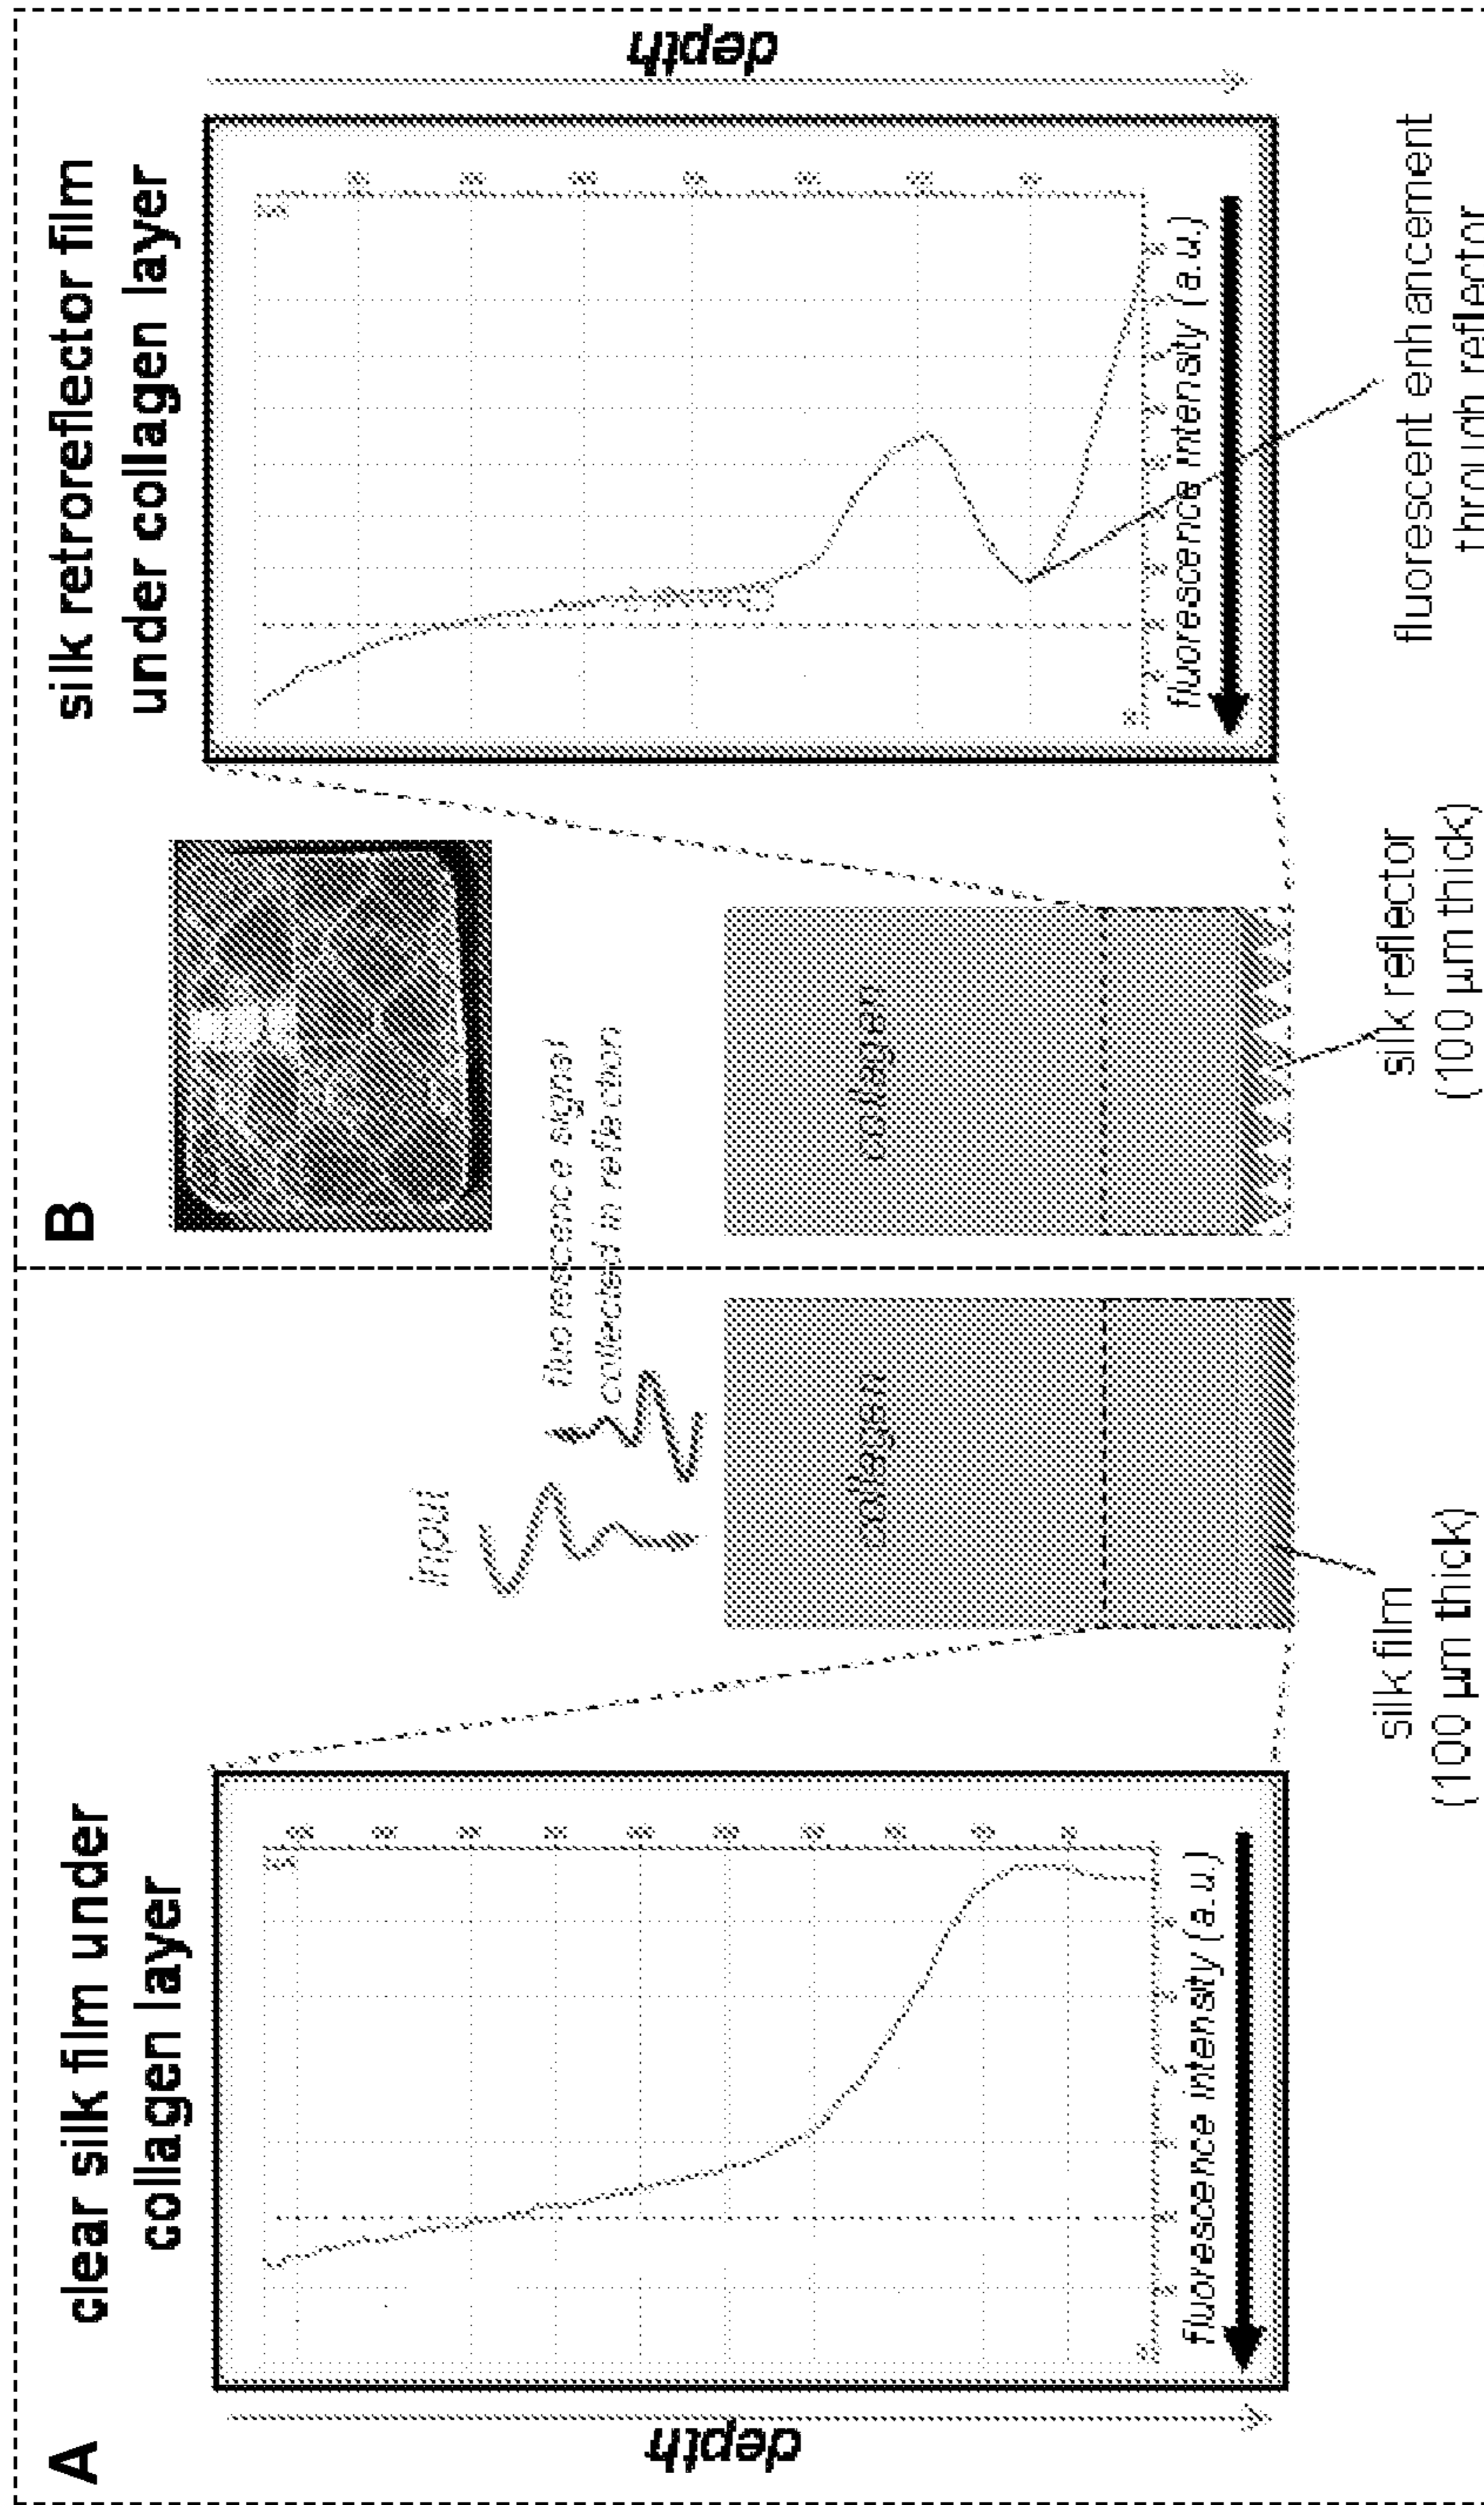 A
clear silk film under
collagen layer
depth
fluorescence intensity (a.u.)
input
fluorescence signal
collected in reflection
collagen
silk film
(100 µm thick)
B
silk retroreflector film
under collagen layer
collagen
fluorescence intensity (a.u.)
depth
silk reflector
(100 µm thick)
fluorescent enhancement
through reflector